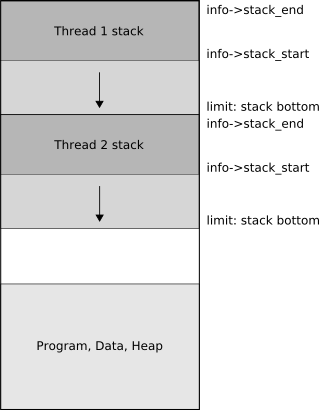 info->stack_end
Thread 1 stack
info->stack_start
limit: stack bottom
info->stack_end
Thread 2 stack
info->stack_start
limit: stack bottom
Program, Data, Heap